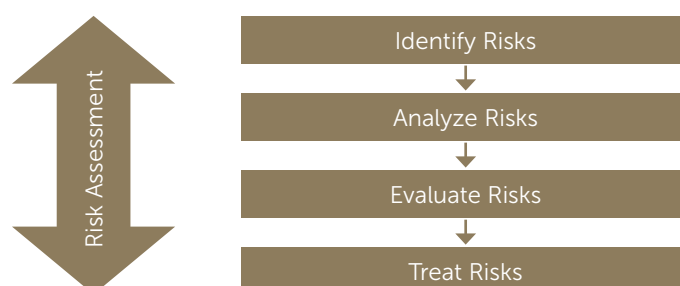 Risk Assessment
Identify Risks
Analyze Risks
Evaluate Risks
Treat Risks